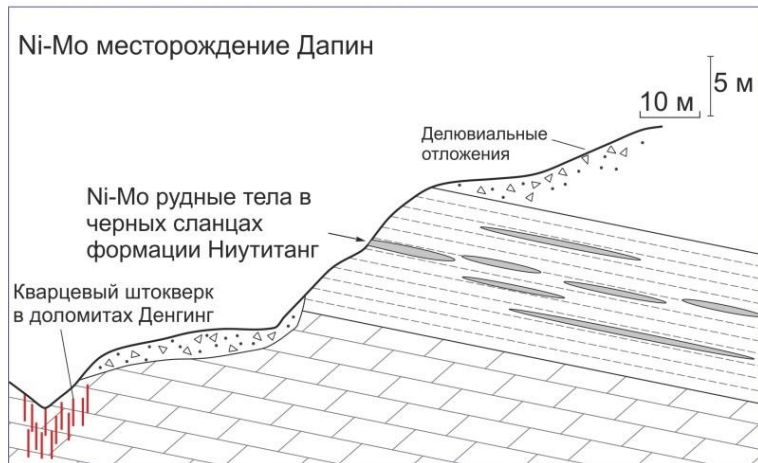 Ni-Mo месторождение Дапин
5 м
10 м
Делювиальные
отложения
Ni-Mo рудные тела в
черных сланцах
формации Ниутитанг
Кварцевый штокверк
в доломитах Денгинг